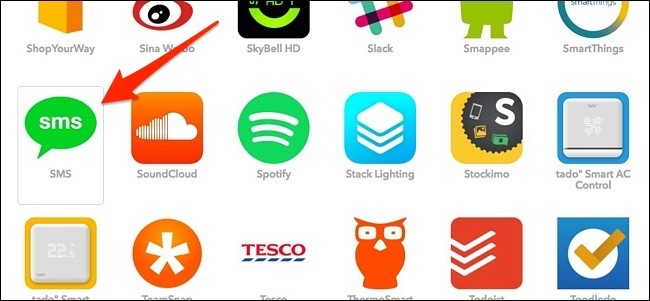 HD
ShopYourWay
Sina Weibo
SkyBell HD
Slack
Smappee
SmartThings
sms
SMS
SoundCloud
Spotify
Stack Lighting
S
Stockimo
tado° Smart AC
Control
22.5
TESCO
tado° Smart
TeamSnap
Tesco
ThermoSmart
Todoist
Toodledo